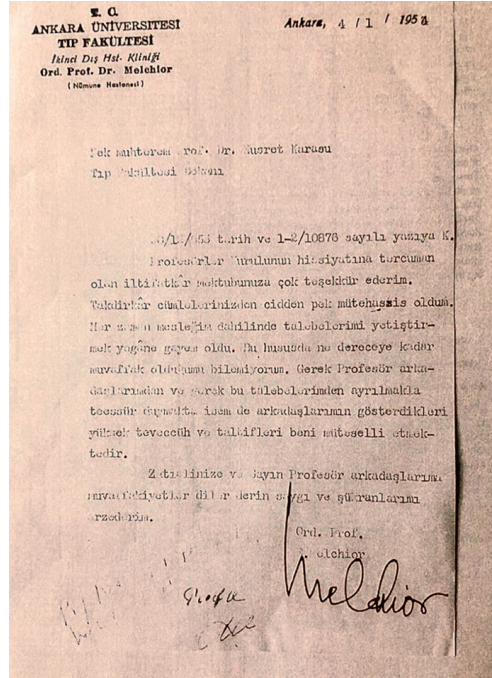 T. C.
ANKARA ÜNİVERSİTESİ
TIP FAKÜLTESİ
İkinci Dış Hst. Kliniği
Ord. Prof. Dr. Melchior
( Nümune Hastanesi )
Ankara, 4 / 1 / 1954
Pek muhterem Prof. Dr. Nusret Karasu
Tıp Fakültesi Dekanı
tarih ve 1-2/10876 sayılı yazıya K.
Profesörler Kurulunun hissiyatına tercuman
olan iltifatkâr mektubunuza çok teşekkür ederim.
Takdirkâr cümlelerinizden cidden pek mütehassis oldum.
Her zaman mesleğim dahilinde talebelerimi yetiştir-
mek yegâne gayem oldu. Bu hususda ne dereceye kadar
muvaffak olduğumu bilemiyorum. Gerek Profesör arka-
daşlarımdan ve gerek bu talebelerimden ayrılmakla
teessür duymakta isem de arkadaşlarımın gösterdikleri
yüksek teveccüh ve taltifleri beni müteselli etmek-
tedir.
Zatıalinize ve Sayın Profesör arkadaşlarıma
muvaffakiyetler diler derin saygı ve şükranlarımı
arzederim.
Ord. Prof.
Melchior
Melchior